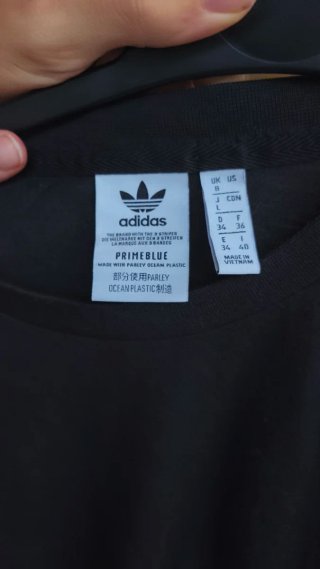 adidas
THE BRAND WITH THE 3 STRIPES
DIE WELTMARKE MIT DEN 3 STREIFEN
LA MARQUE AUX 3 BANDES
PRIMEBLUE
MADE WITH PARLEY OCEAN PLASTIC
部分使用PARLEY
OCEAN PLASTIC制造
UK US
8
J CDN
L
D F
34 36
E I
34 40
MADE IN
VIETNAM